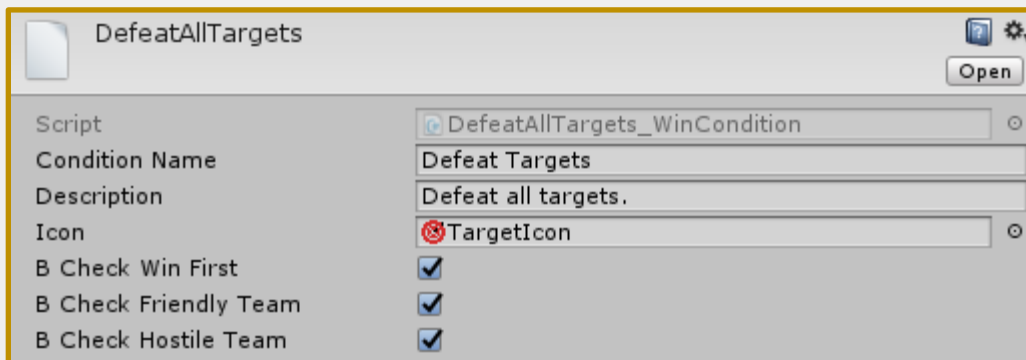 DefeatAllTargets
Open
Script DefeatAllTargets_WinCondition
Condition Name Defeat Targets
Description Defeat all targets.
Icon TargetIcon
B Check Win First
B Check Friendly Team
B Check Hostile Team